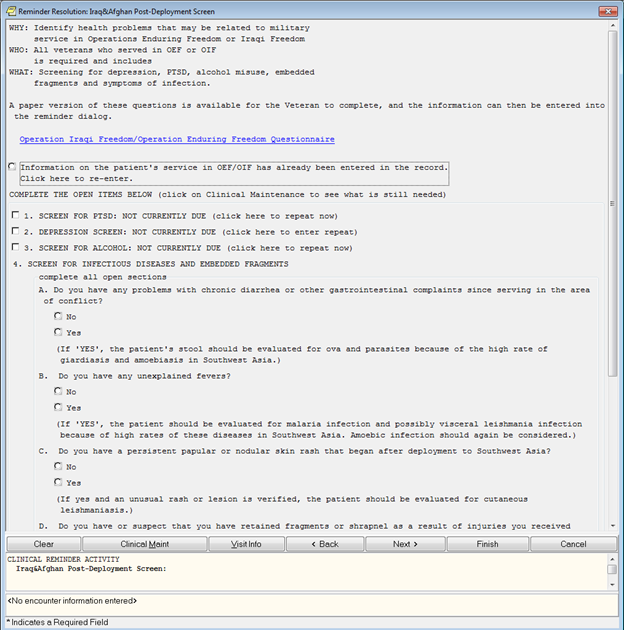 Reminder Resolution: Iraq&Afghan Post-Deployment Screen
WHY: Identify health problems that may be related to military
service in Operations Enduring Freedom or Iraqi Freedom
WHO: All veterans who served in OEF or OIF
is required and includes
WHAT: Screening for depression, PTSD, alcohol misuse, embedded
fragments and symptoms of infection.
A paper version of these questions is available for the Veteran to complete, and the information can then be entered into
the reminder dialog.
Operation Iraqi Freedom/Operation Enduring Freedom Questionnaire
Information on the patient's service in OEF/OIF has already been entered in the record.
Click here to re-enter.
COMPLETE THE OPEN ITEMS BELOW (click on Clinical Maintenance to see what is still needed)
1. SCREEN FOR PTSD: NOT CURRENTLY DUE (click here to repeat now)
2. DEPRESSION SCREEN: NOT CURRENTLY DUE (click here to enter repeat)
3. SCREEN FOR ALCOHOL: NOT CURRENTLY DUE (click here to repeat now)
4. SCREEN FOR INFECTIOUS DISEASES AND EMBEDDED FRAGMENTS
complete all open sections
A. Do you have any problems with chronic diarrhea or other gastrointestinal complaints since serving in the area
of conflict?
No
Yes
(If 'YES', the patient's stool should be evaluated for ova and parasites because of the high rate of
giardiasis and amoebiasis in Southwest Asia.)
B. Do you have any unexplained fevers?
No
Yes
(If 'YES', the patient should be evaluated for malaria infection and possibly visceral leishmania infection
because of high rates of these diseases in Southwest Asia. Amoebic infection should again be considered.)
C. Do you have a persistent papular or nodular skin rash that began after deployment to Southwest Asia?
No
Yes
(If yes and an unusual rash or lesion is verified, the patient should be evaluated for cutaneous
leishmaniasis.)
D. Do you have or suspect that you have retained fragments or shrapnel as a result of injuries you received
Clear Clinical Maint Visit Info < Back Next > Finish Cancel
CLINICAL REMINDER ACTIVITY
Iraq&Afghan Post-Deployment Screen:
<No encounter information entered>
* Indicates a Required Field